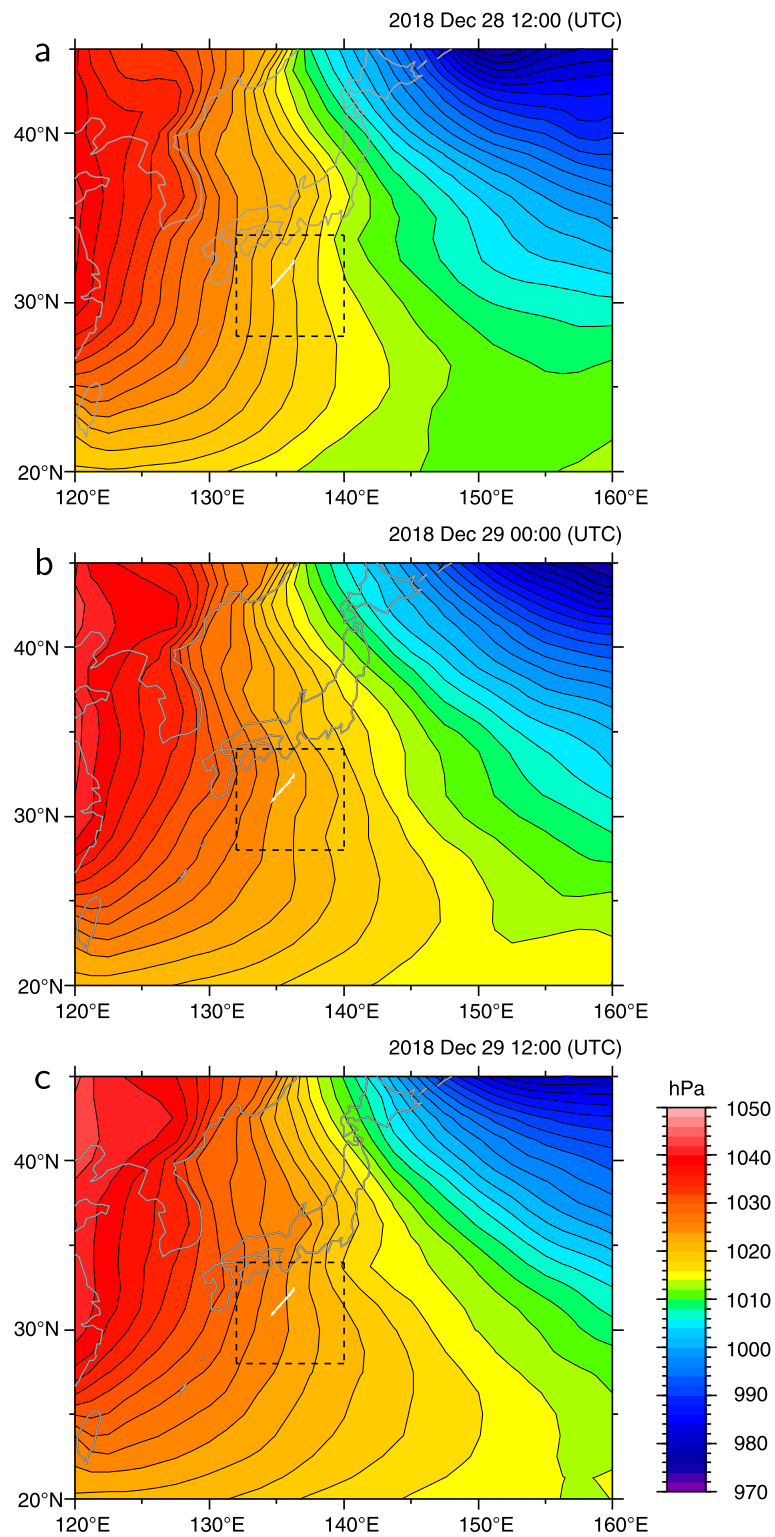 2018 Dec 28 12:00 (UTC)
a
40°N
30°N
20°N
120°E 130°E 140°E 150°E 160°E
2018 Dec 29 00:00 (UTC)
b
40°N
30°N
20°N
120°E 130°E 140°E 150°E 160°E
2018 Dec 29 12:00 (UTC)
c
40°N
30°N
20°N
120°E 130°E 140°E 150°E 160°E
hPa
1050
1040
1030
1020
1010
1000
990
980
970